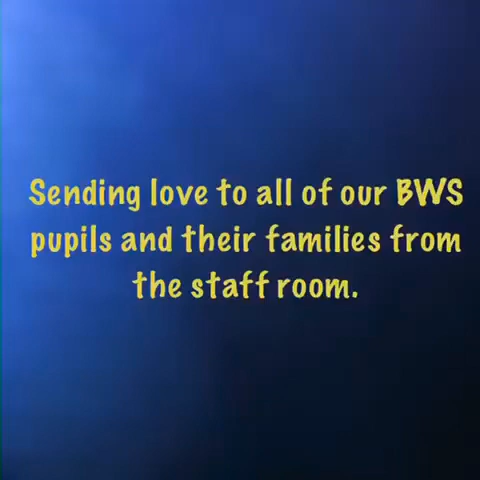 Sending love to all of our BWS
pupils and their families from
the staff room.